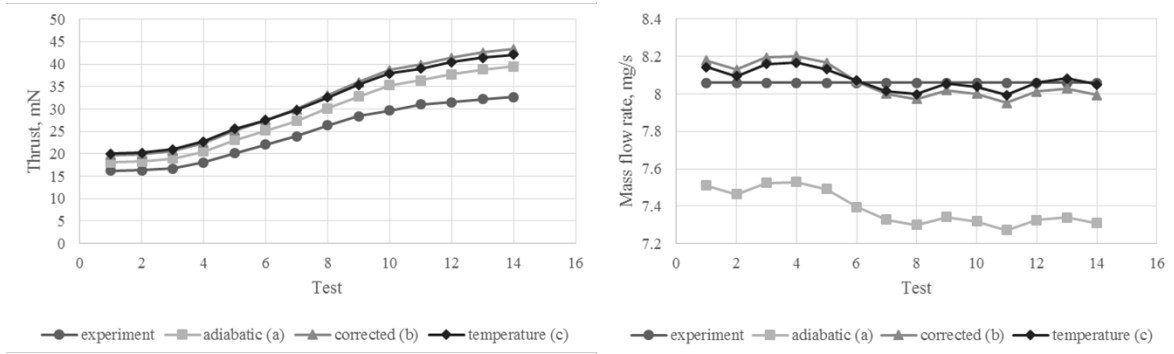 50
45
40
35
30
25
20
15
10
5
0
Thrust, mN
0 2 4 6 8 10 12 14 16
Test
experiment adiabatic (a) corrected (b) temperature (c)
8.4
8.2
8
7.8
7.6
7.4
7.2
Mass flow rate, mg/s
0 2 4 6 8 10 12 14 16
Test
experiment adiabatic (a) corrected (b) temperature (c)